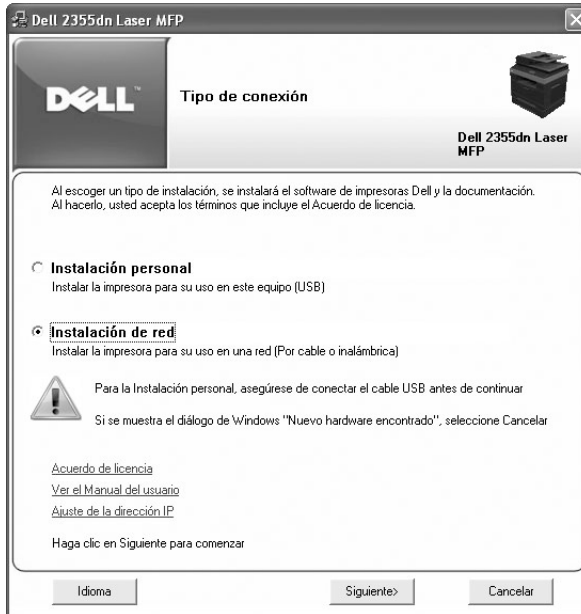 Dell 2355dn Laser MFP
DELL™
Tipo de conexión
Dell 2355dn Laser
MFP
Al escoger un tipo de instalación, se instalará el software de impresoras Dell y la documentación.
Al hacerlo, usted acepta los términos que incluye el Acuerdo de licencia.
Instalación personal
Instalar la impresora para su uso en este equipo (USB)
Instalación de red
Instalar la impresora para su uso en una red (Por cable o inalámbrica)
Para la Instalación personal, asegúrese de conectar el cable USB antes de continuar
Si se muestra el diálogo de Windows "Nuevo hardware encontrado", seleccione Cancelar
Acuerdo de licencia
Ver el Manual del usuario
Ajuste de la dirección IP
Haga clic en Siguiente para comenzar
Idioma
Siguiente>
Cancelar